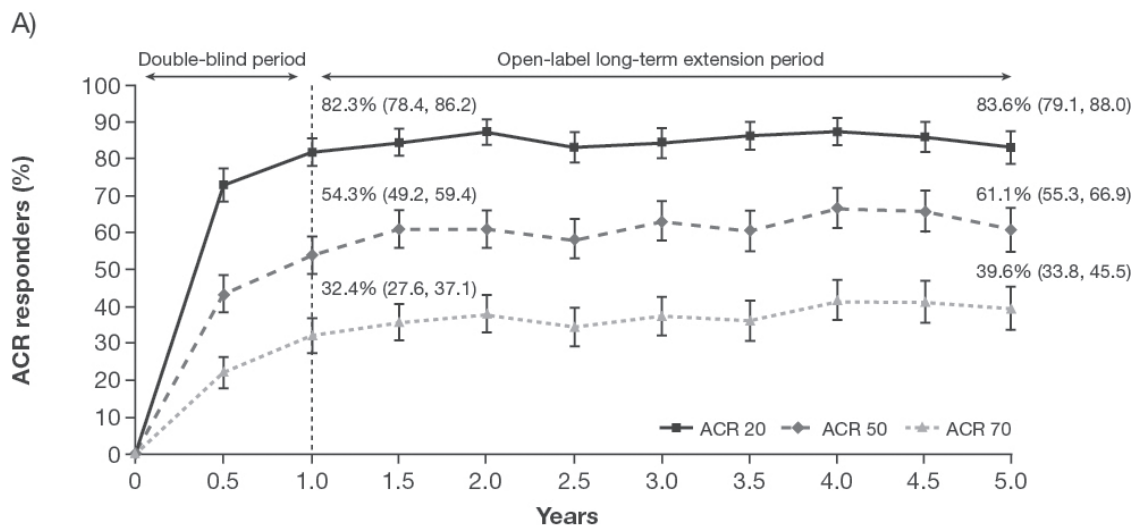 A)
Double-blind period
Open-label long-term extension period
100
90
80
70
60
50
40
30
20
10
0
82.3% (78.4, 86.2)
83.6% (79.1, 88.0)
54.3% (49.2, 59.4)
61.1% (55.3, 66.9)
32.4% (27.6, 37.1)
39.6% (33.8, 45.5)
ACR responders (%)
ACR 20 ACR 50 ACR 70
0 0.5 1.0 1.5 2.0 2.5 3.0 3.5 4.0 4.5 5.0
Years